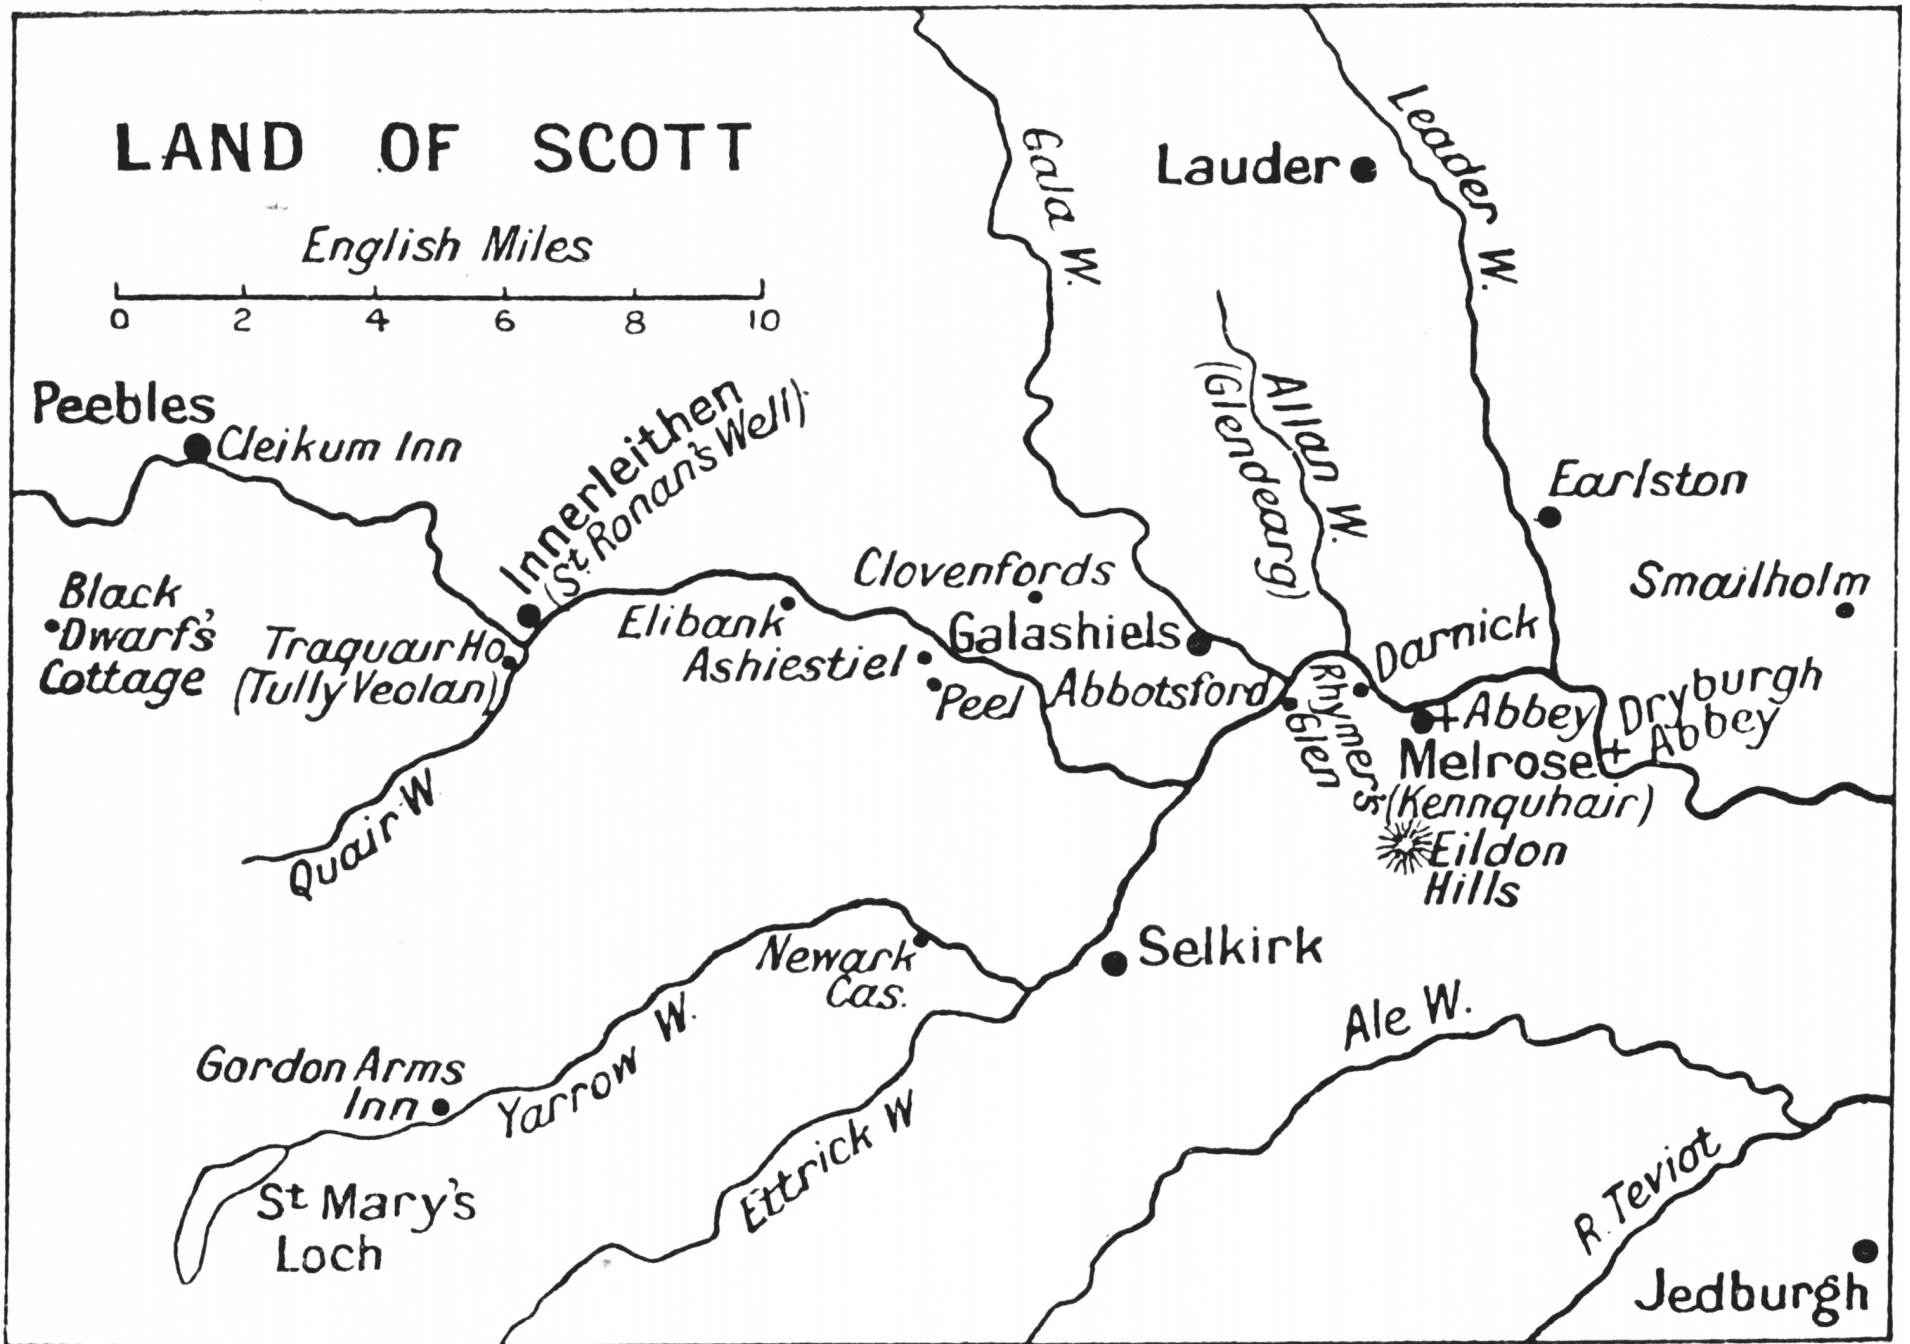 LAND OF SCOTT
English Miles
0 2 4 6 8 10
Gala W.
Lauder
Leader W.
Peebles
Cleikum Inn
Innerleithen
(St. Ronan's Well)
Allan W.
(Glendearg)
Earlston
Smailholm
Black
Dwarf's
Cottage
Traquair Ho.
(Tully Veolan)
Elibank
Clovenfords
Galashiels
Ashiestiel
Peel
Abbotsford
Rhymer's
Glen
Darnick
Abbey
Melrose
(Kennquhair)
Dryburgh
Abbey
Eildon
Hills
Quair W
Newark
Cas.
Selkirk
Ale W.
Gordon Arms
Inn
Yarrow W.
Ettrick W
St Mary's
Loch
R. Teviot
Jedburgh